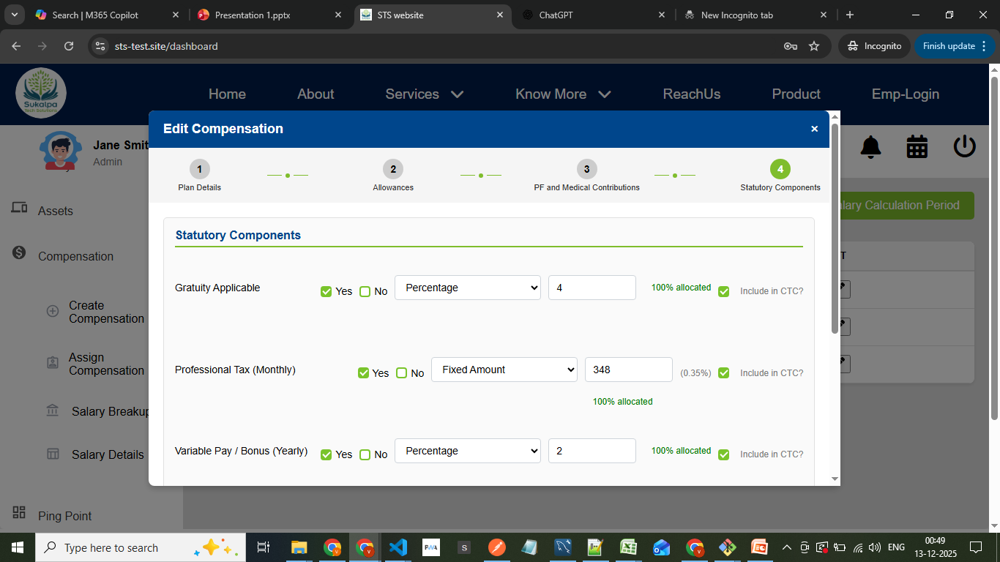 Search | M365 Copilot
Presentation 1.pptx
STS website
ChatGPT
New Incognito tab
sts-test.site/dashboard
Incognito
Finish update
Sukalpa
Tech Solutions
Home
About
Services
Know More
ReachUs
Product
Emp-Login
Edit Compensation
Jane Smit
Admin
1
2
3
4
Plan Details
Allowances
PF and Medical Contributions
Statutory Components
Assets
Compensation
Create
Compensation
Assign
Compensation
Salary Breakup
Salary Details
Ping Point
lary Calculation Period
T
Statutory Components
Gratuity Applicable
Yes
No
Percentage
4
100% allocated
Include in CTC?
Professional Tax (Monthly)
Yes
No
Fixed Amount
348
(0.35%)
Include in CTC?
100% allocated
Variable Pay / Bonus (Yearly)
Yes
No
Percentage
2
100% allocated
Include in CTC?
Type here to search
PWA
S
ENG
00:49
13-12-2025